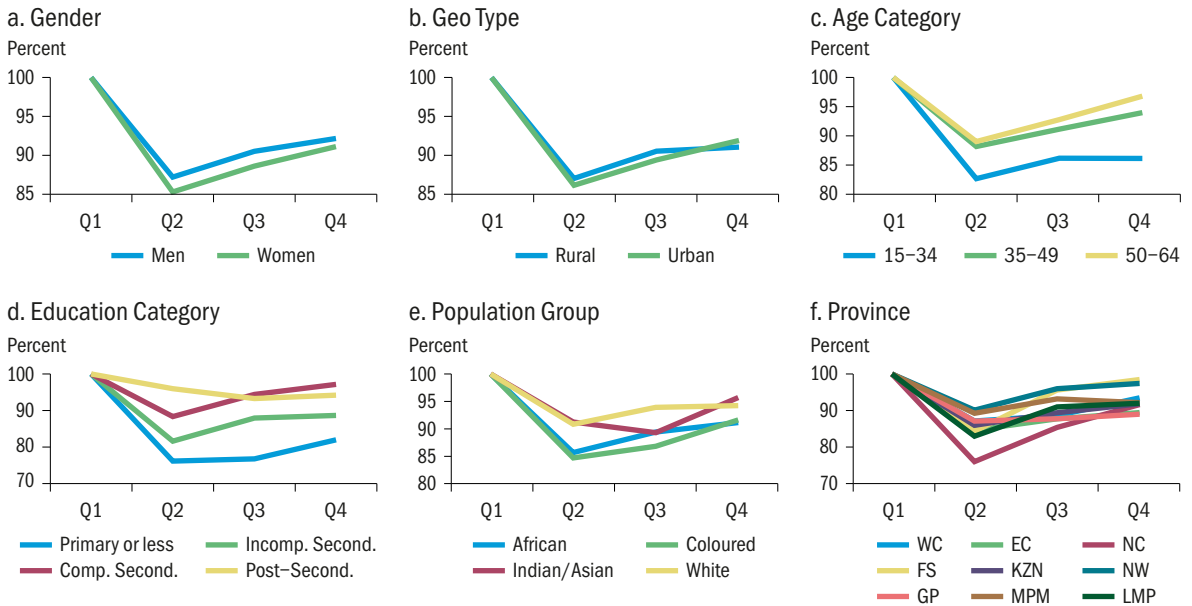 a. Gender
Percent
100
95
90
85
Q1 Q2 Q3 Q4
Men Women
b. Geo Type
Percent
100
95
90
85
Q1 Q2 Q3 Q4
Rural Urban
c. Age Category
Percent
100
95
90
85
80
Q1 Q2 Q3 Q4
15–34 35–49 50–64
d. Education Category
Percent
100
90
80
70
Q1 Q2 Q3 Q4
Primary or less Incomp. Second.
Comp. Second. Post–Second.
e. Population Group
Percent
100
95
90
85
80
Q1 Q2 Q3 Q4
African Coloured
Indian/Asian White
f. Province
Percent
100
90
80
70
Q1 Q2 Q3 Q4
WC EC NC
FS KZN NW
GP MPM LMP